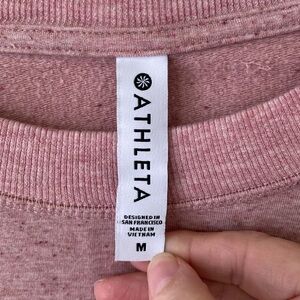 ATHLETA
DESIGNED IN
SAN FRANCISCO
MADE IN
VIETNAM
M